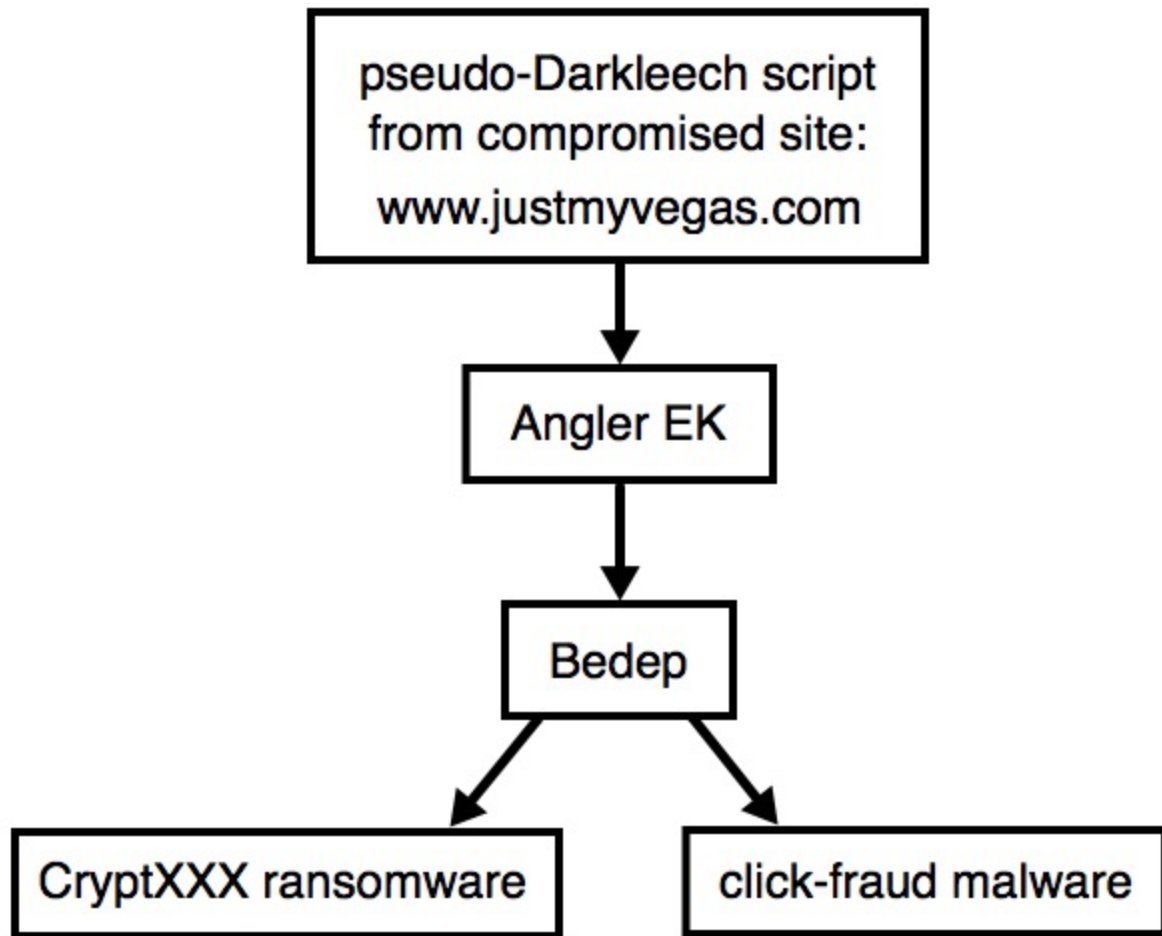 pseudo-Darkleech script
from compromised site:
www.justmyvegas.com
Angler EK
Bedep
CryptXXX ransomware
click-fraud malware